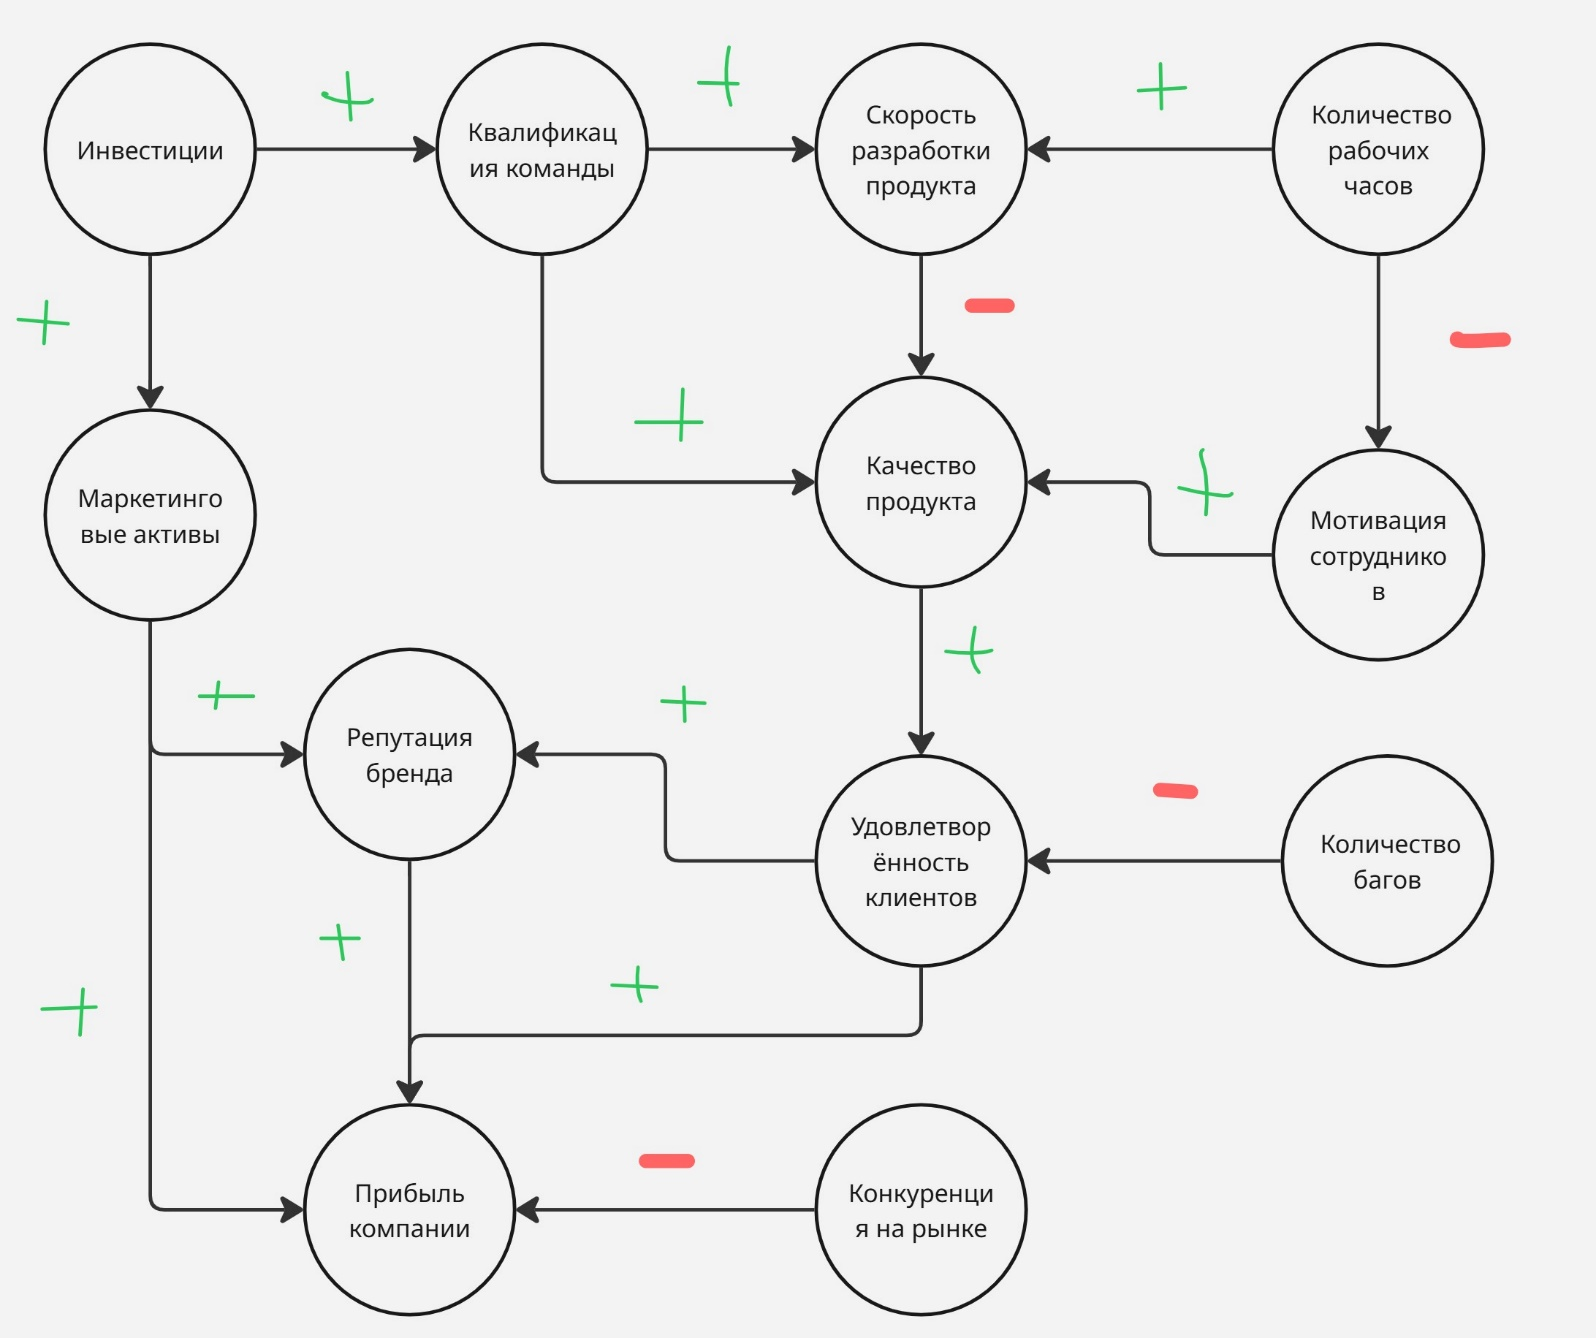 Инвестиции
+
Квалификац
ия команды
+
Скорость
разработки
продукта
+
Количество
рабочих
часов
+
-
-
Маркетинго
вые активы
+
Качество
продукта
+
Мотивация
сотруднико
в
+
Репутация
бренда
+
+
Удовлетвор
ённость
клиентов
-
Количество
багов
+
+
+
Прибыль
компании
-
Конкуренци
я на рынке